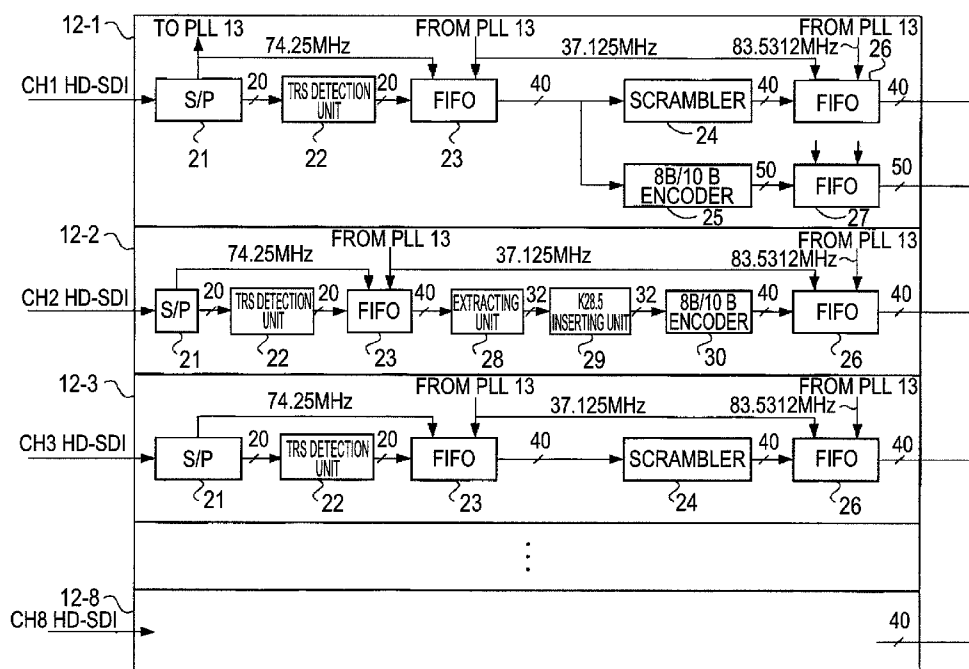 12-1
TO PLL 13
FROM PLL 13
FROM PLL 13
74.25MHz
37.125MHz
83.5312MHz
26
CH1 HD-SDI
S/P
20
TRS DETECTION UNIT
20
FIFO
40
SCRAMBLER
40
FIFO
40
21
22
23
24
8B/10 B ENCODER
50
FIFO
50
25
27
12-2
74.25MHz
FROM PLL 13
37.125MHz
FROM PLL 13
83.5312MHz
CH2 HD-SDI
S/P
20
TRS DETECTION UNIT
20
FIFO
40
EXTRACTING UNIT
32
K28.5 INSERTING UNIT
32
8B/10 B ENCODER
40
FIFO
40
21
22
23
28
29
30
26
12-3
74.25MHz
FROM PLL 13
37.125MHz
FROM PLL 13
83.5312MHz
CH3 HD-SDI
S/P
20
TRS DETECTION UNIT
20
FIFO
40
SCRAMBLER
40
FIFO
40
21
22
23
24
26
12-8
CH8 HD-SDI
40